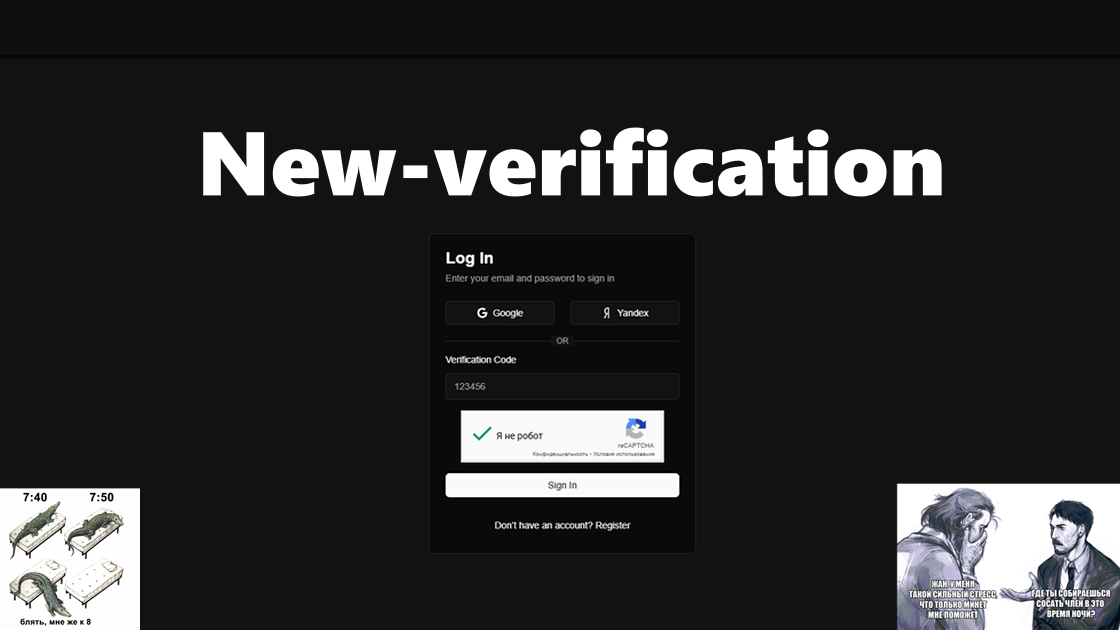 New-verification
Log In
Enter your email and password to sign in
Google
Yandex
OR
Verification Code
123456
Я не робот
reCAPTCHA
Конфиденциальность - Условия использования
Sign In
Don't have an account? Register
7:40 7:50
блять, мне же к 8
ЖАН, У МЕНЯ
ТАКОЙ СИЛЬНЫЙ СТРЕСС,
ЧТО ТОЛЬКО МИНЕТ
МНЕ ПОМОЖЕТ
ГДЕ ТЫ СОБИРАЕШЬСЯ
СОСАТЬ ЧЛЕН В ЭТО
ВРЕМЯ НОЧИ?